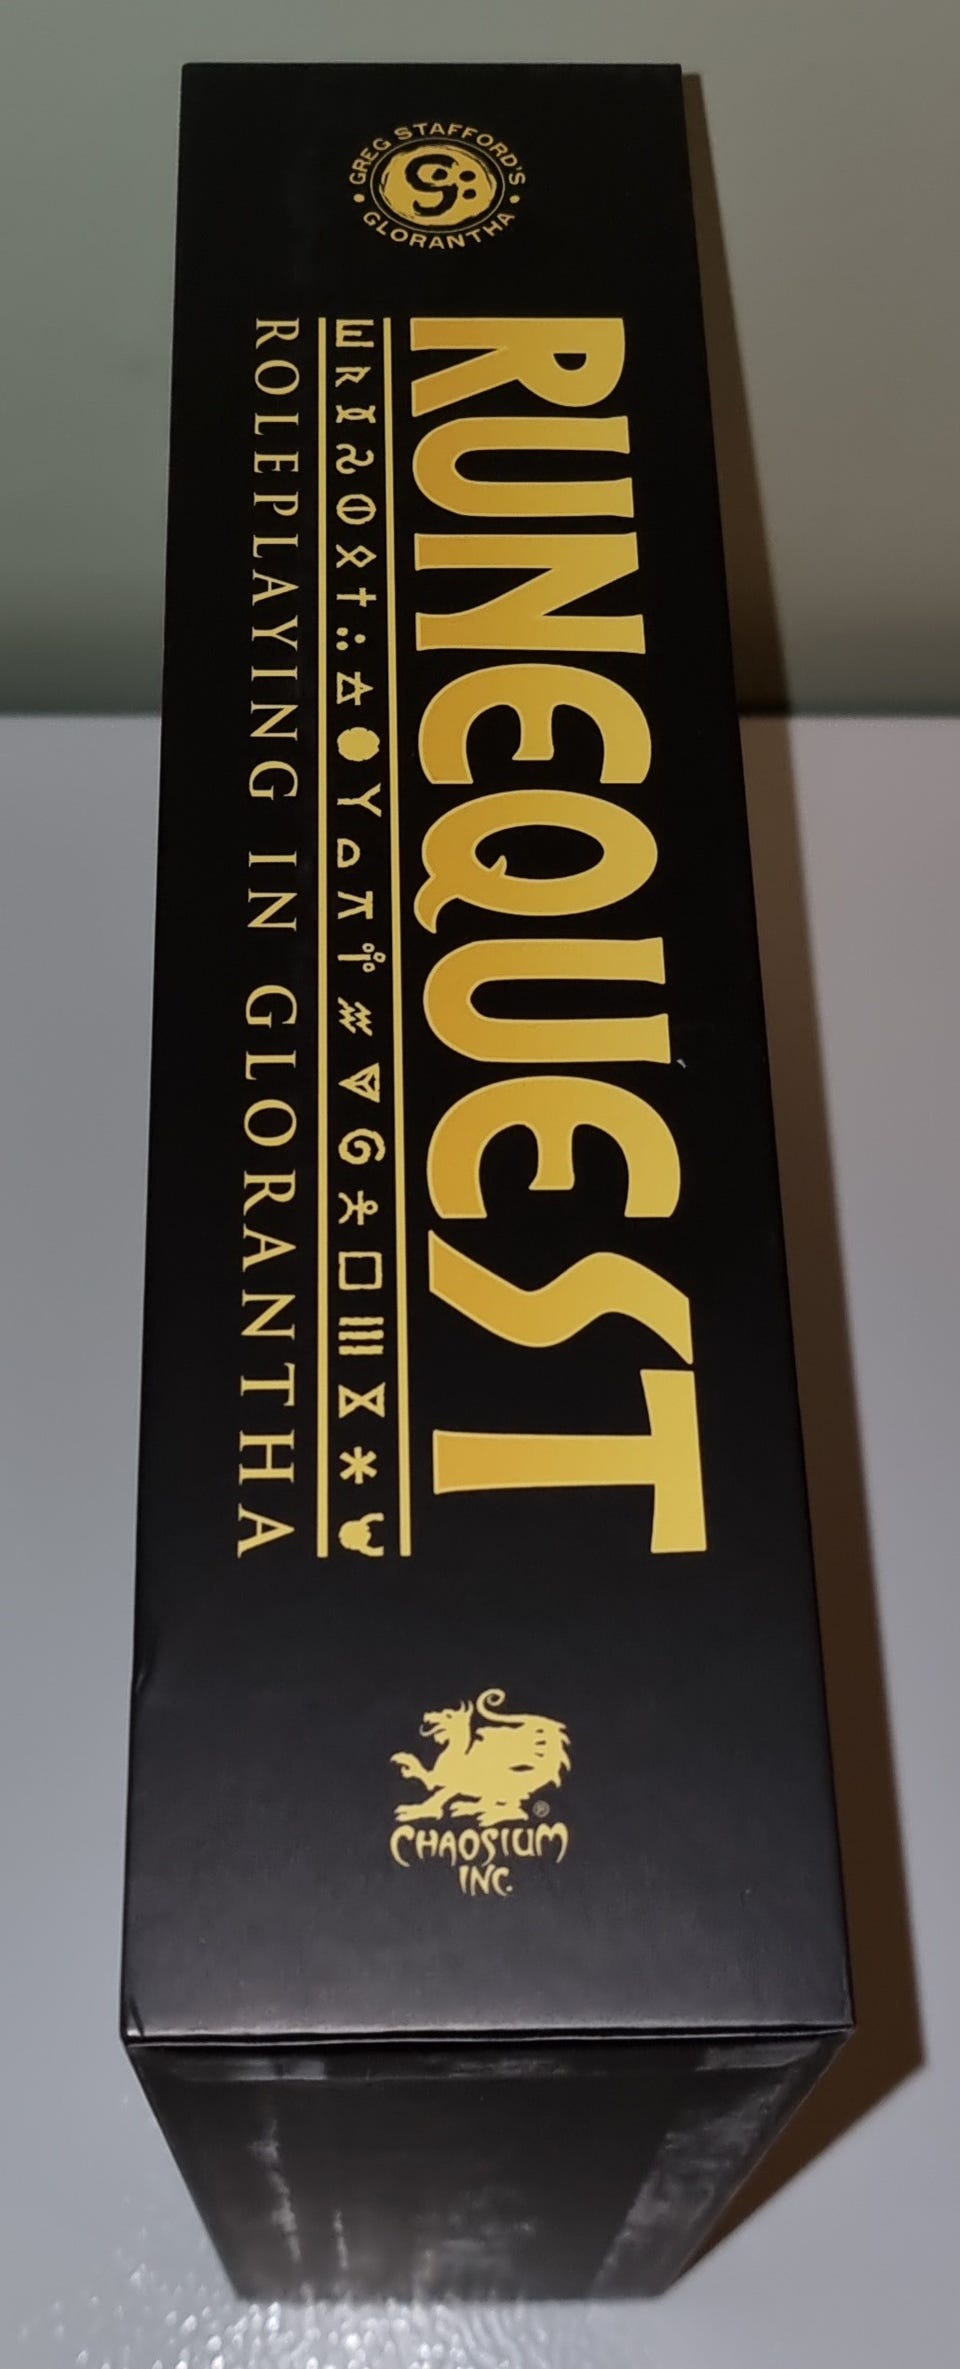 GREG STAFFORD'S
GLORANTHA
RUNEQUEST
ROLEPLAYING IN GLORANTHA
®
CHAOSIUM
INC.